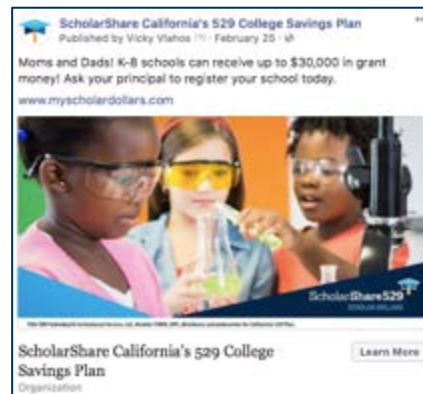 ScholarShare California's 529 College
Savings Plan
Published by Vicky Vlahos · February 25 ·
Moms and Dads! K-8 schools can receive up to $30,000 in grant
money! Ask your principal to register your school today.
www.myscholardollars.com
ScholarShare529
SCHOLAR DOLLARS
ScholarShare California's 529 College
Savings Plan
Learn More
Organization